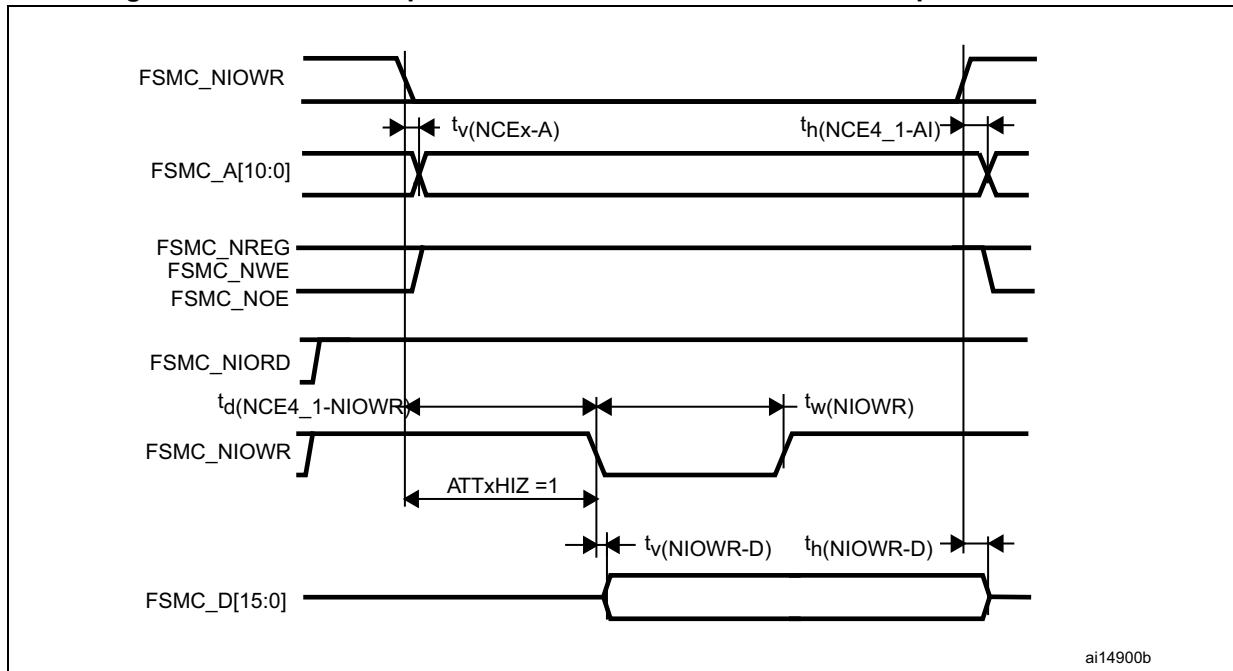 FSMC_NIOWR
tv(NCEx-A)
th(NCE4_1-AI)
FSMC_A[10:0]
FSMC_NREG
FSMC_NWE
FSMC_NOE
FSMC_NIORD
td(NCE4_1-NIOWR)
tw(NIOWR)
FSMC_NIOWR
ATTxHIZ =1
tv(NIOWR-D)
th(NIOWR-D)
FSMC_D[15:0]
ai14900b